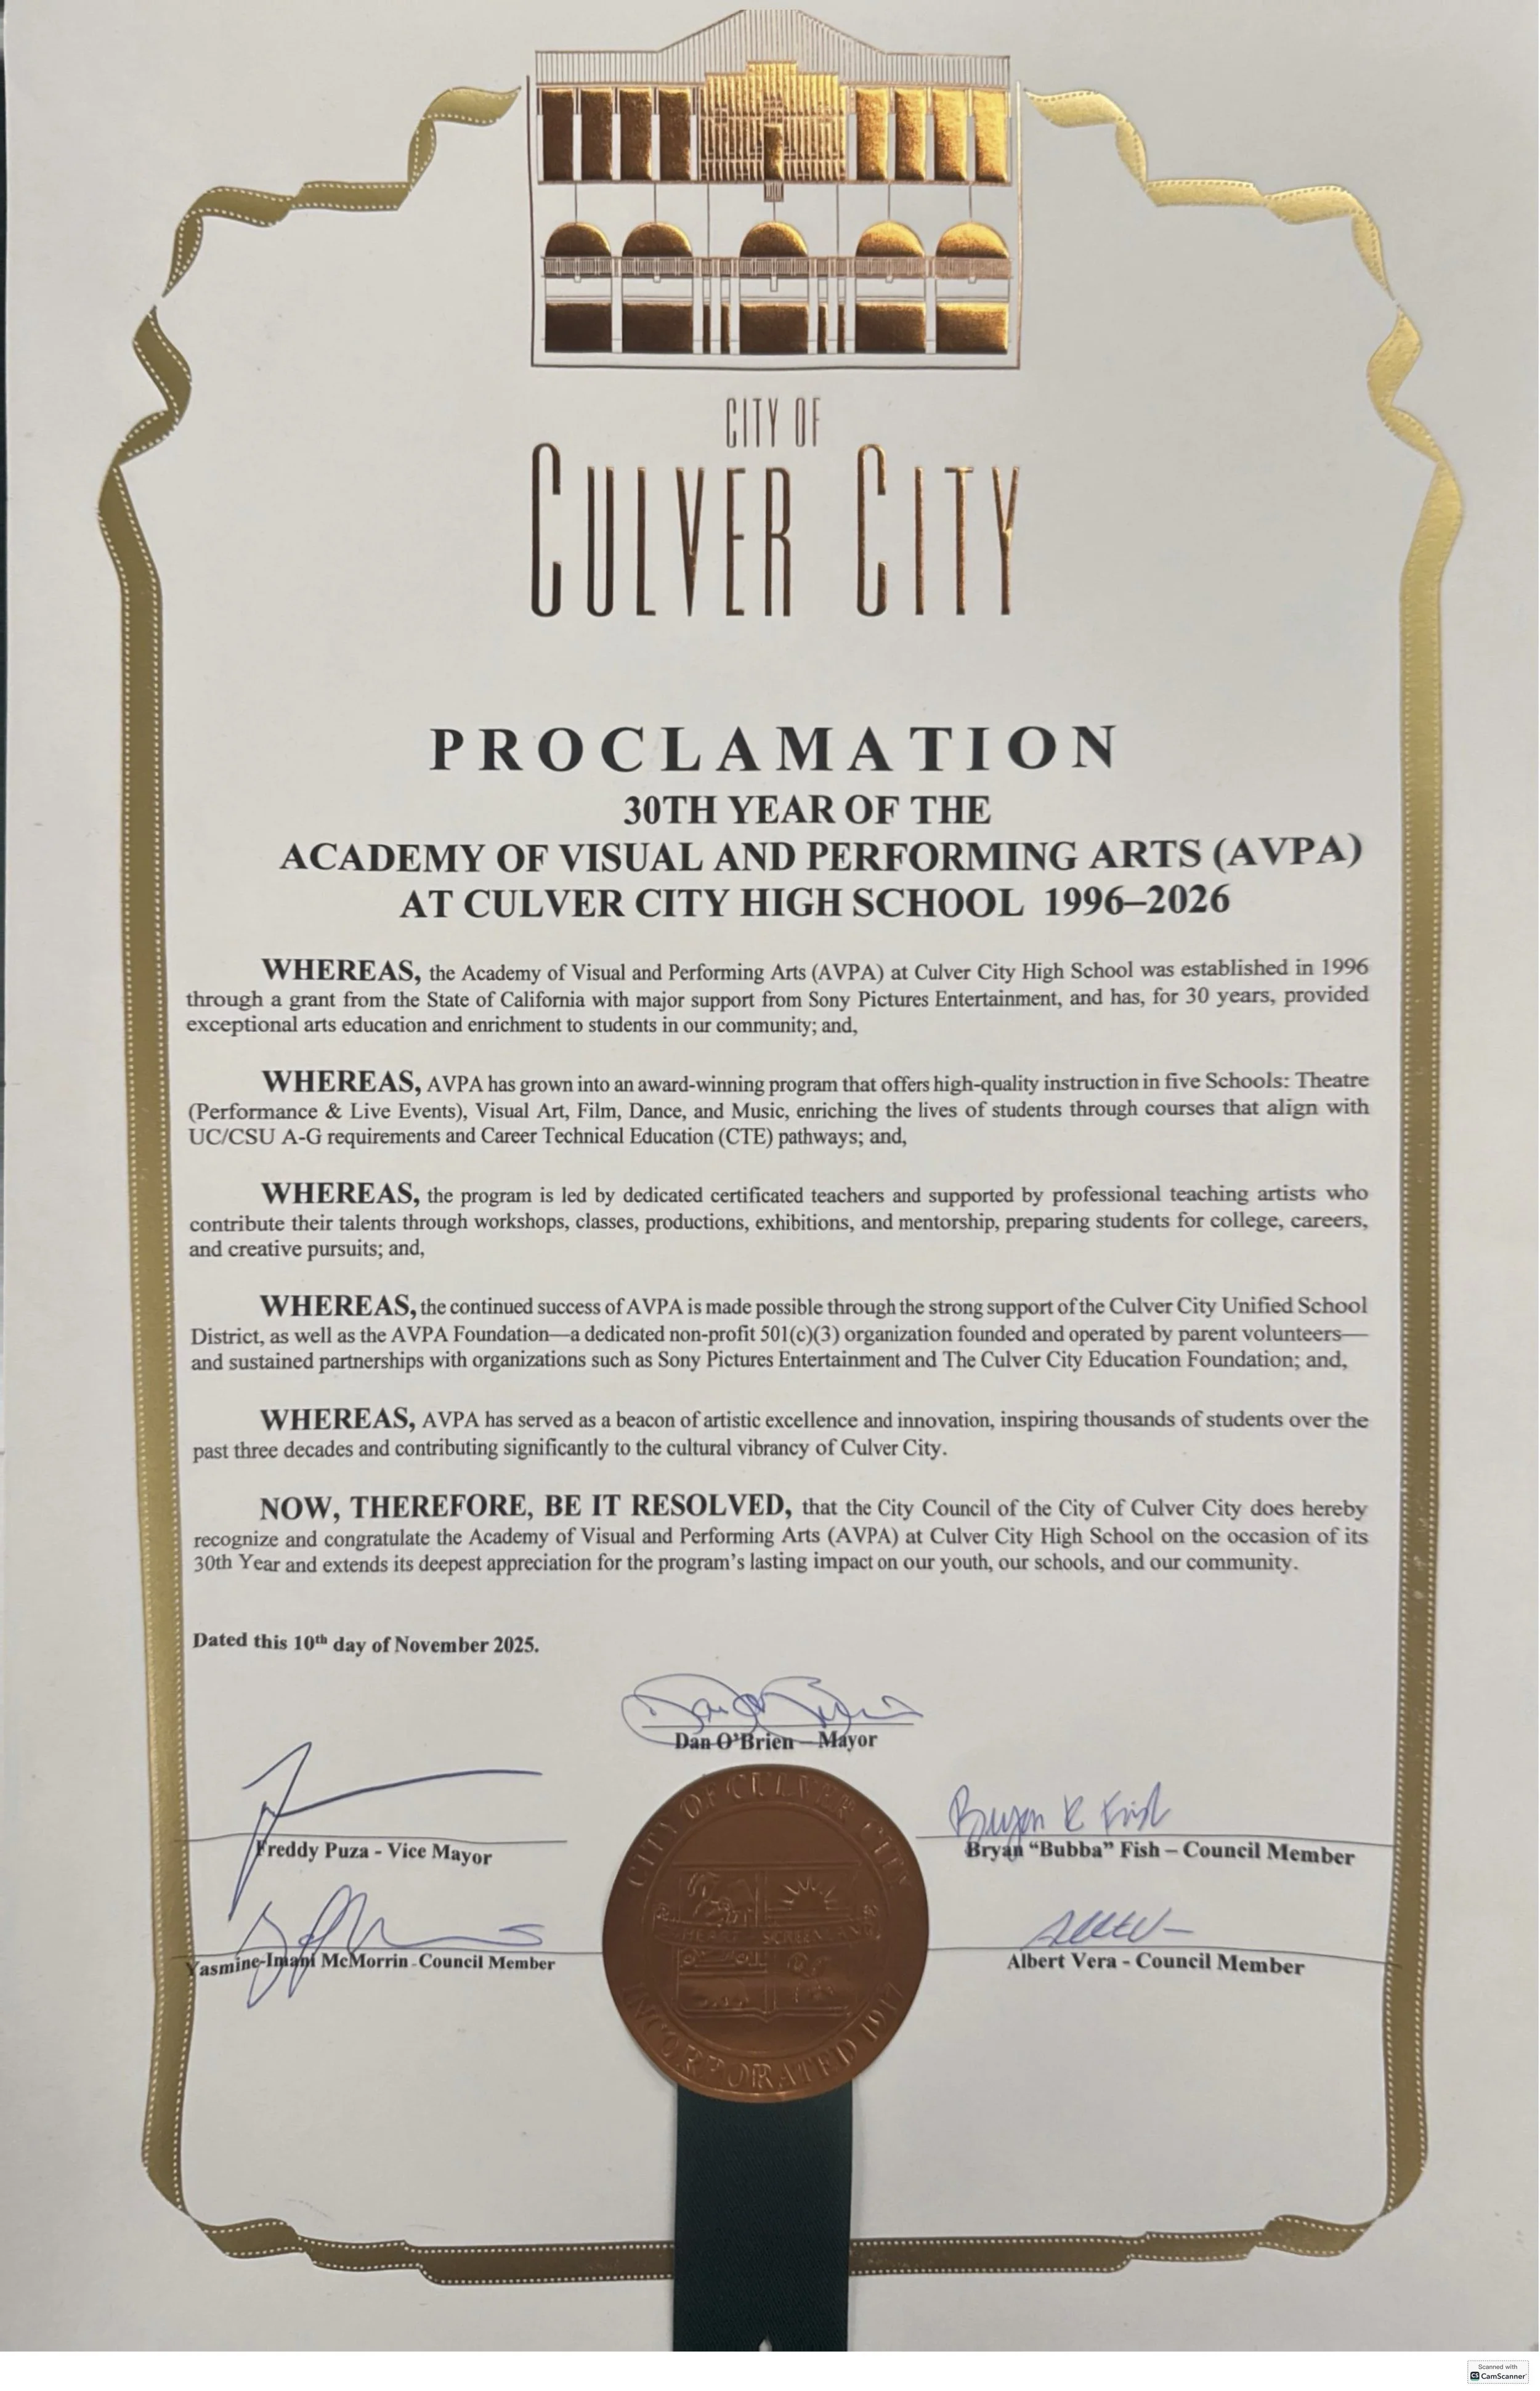 CITY OF
CULVER CITY
PROCLAMATION
30TH YEAR OF THE
ACADEMY OF VISUAL AND PERFORMING ARTS (AVPA)
AT CULVER CITY HIGH SCHOOL 1996–2026
WHEREAS, the Academy of Visual and Performing Arts (AVPA) at Culver City High School was established in 1996
through a grant from the State of California with major support from Sony Pictures Entertainment, and has, for 30 years, provided
exceptional arts education and enrichment to students in our community; and,
WHEREAS, AVPA has grown into an award-winning program that offers high-quality instruction in five Schools: Theatre
(Performance & Live Events), Visual Art, Film, Dance, and Music, enriching the lives of students through courses that align with
UC/CSU A-G requirements and Career Technical Education (CTE) pathways; and,
WHEREAS, the program is led by dedicated certificated teachers and supported by professional teaching artists who
contribute their talents through workshops, classes, productions, exhibitions, and mentorship, preparing students for college, careers,
and creative pursuits; and,
WHEREAS, the continued success of AVPA is made possible through the strong support of the Culver City Unified School
District, as well as the AVPA Foundation—a dedicated non-profit 501(c)(3) organization founded and operated by parent volunteers—
and sustained partnerships with organizations such as Sony Pictures Entertainment and The Culver City Education Foundation; and,
WHEREAS, AVPA has served as a beacon of artistic excellence and innovation, inspiring thousands of students over the
past three decades and contributing significantly to the cultural vibrancy of Culver City.
NOW, THEREFORE, BE IT RESOLVED, that the City Council of the City of Culver City does hereby
recognize and congratulate the Academy of Visual and Performing Arts (AVPA) at Culver City High School on the occasion of its
30th Year and extends its deepest appreciation for the program's lasting impact on our youth, our schools, and our community.
Dated this 10th day of November 2025.
Dan O'Brien – Mayor
Freddy Puza - Vice Mayor
Bryan R Fish
Bryan "Bubba" Fish – Council Member
Yasmine-Imani McMorrin - Council Member
Albert Vera - Council Member
CITY OF CULVER CITY
HEART SCREENLAND
INCORPORATED 1917
Scanned with
CS CamScanner